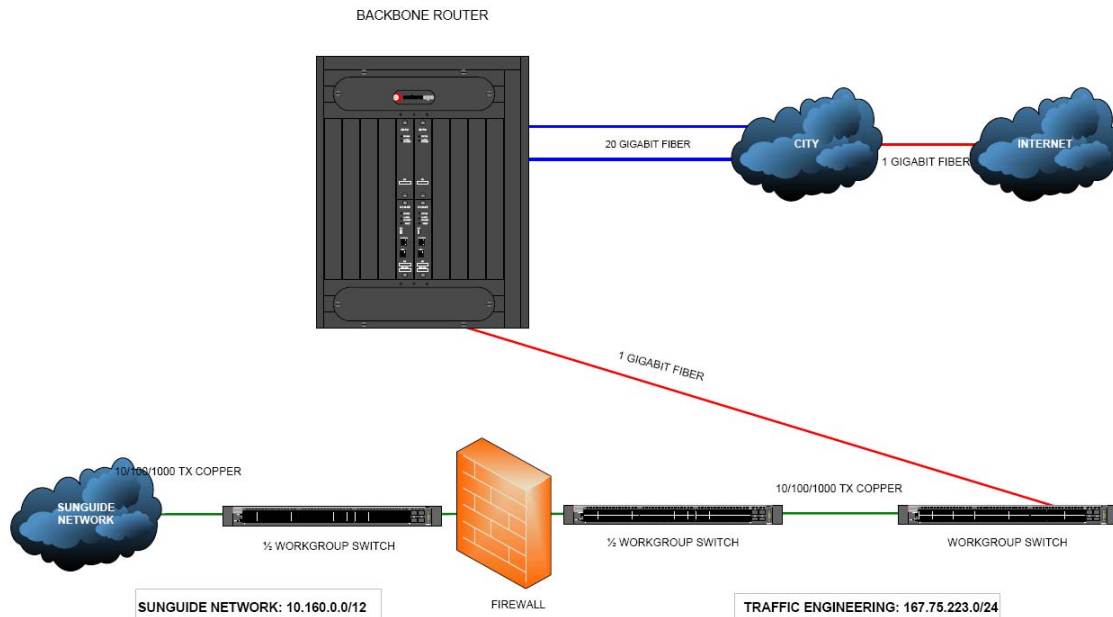 BACKBONE ROUTER
20 GIGABIT FIBER
CITY
1 GIGABIT FIBER
INTERNET
1 GIGABIT FIBER
10/100/1000 TX COPPER
SUNGUIDE
NETWORK
½ WORKGROUP SWITCH
FIREWALL
½ WORKGROUP SWITCH
10/100/1000 TX COPPER
WORKGROUP SWITCH
SUNGUIDE NETWORK: 10.160.0.0/12
TRAFFIC ENGINEERING: 167.75.223.0/24